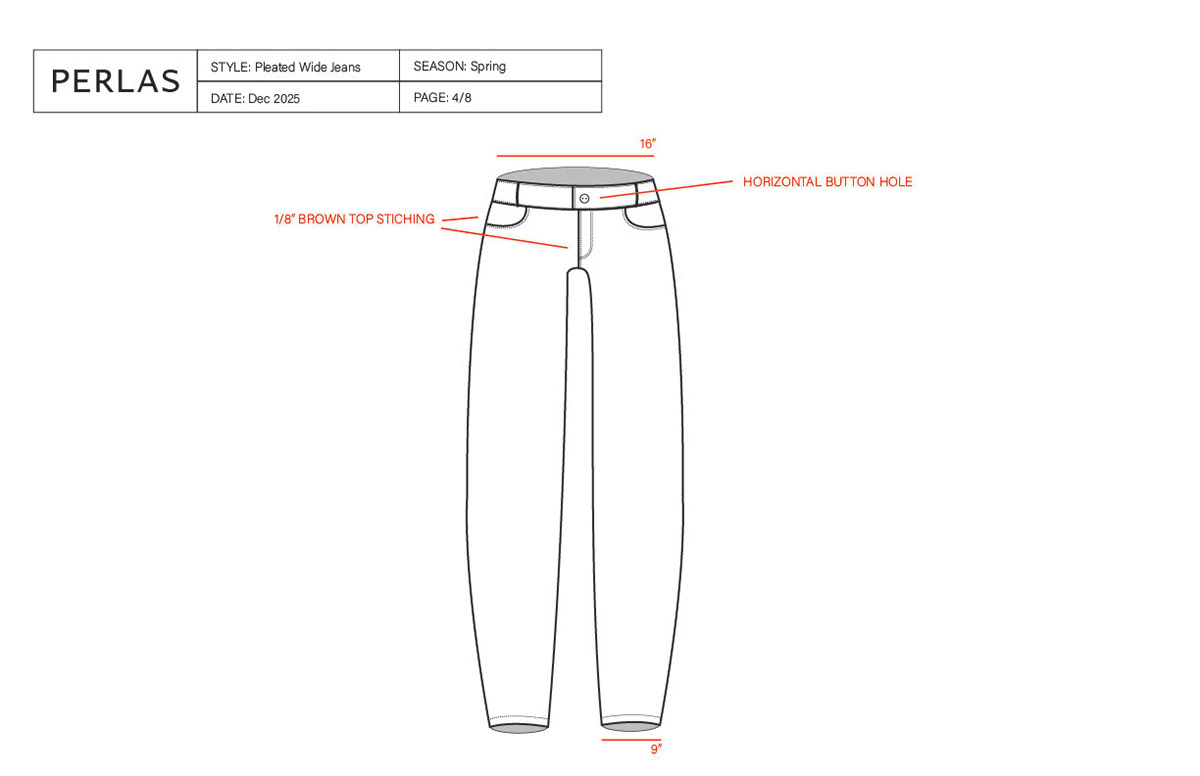 PERLAS
STYLE: Pleated Wide Jeans
SEASON: Spring
DATE: Dec 2025
PAGE: 4/8
16"
HORIZONTAL BUTTON HOLE
1/8" BROWN TOP STICHING
9"